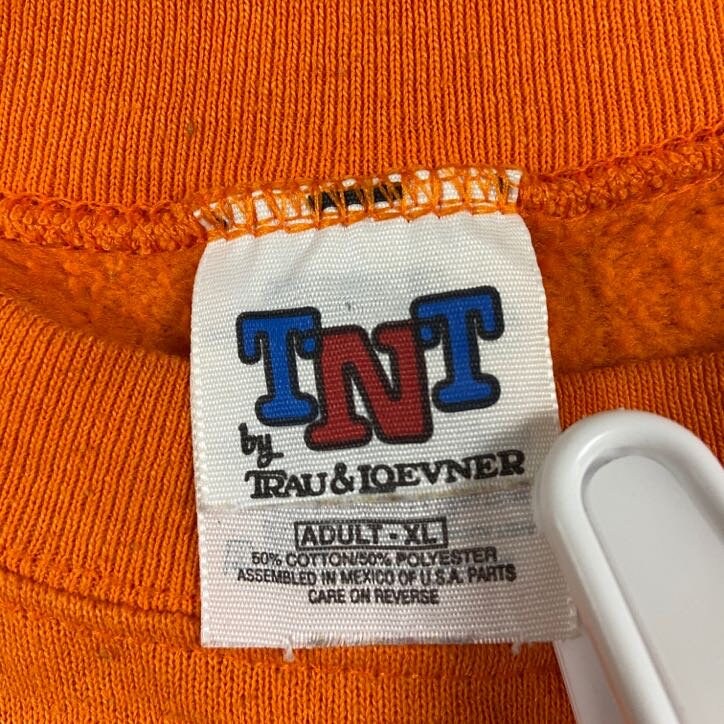 TNT
by
TRAU & LOEVNER
ADULT - XL
50% COTTON/50% POLYESTER
ASSEMBLED IN MEXICO OF U.S.A. PARTS
CARE ON REVERSE